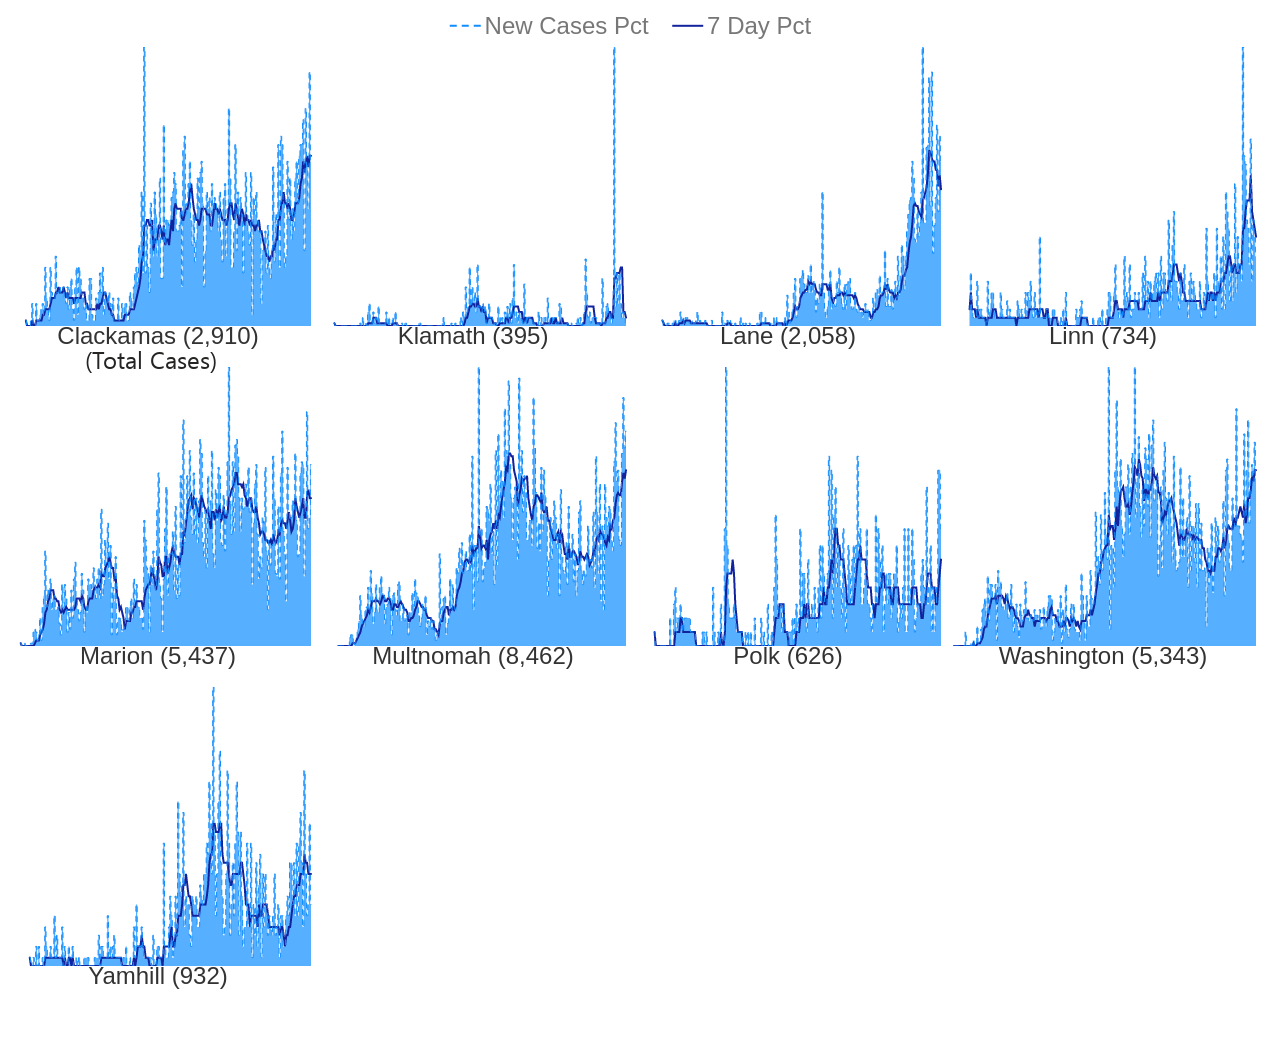 New Cases Pct 7 Day Pct
Clackamas (2,910) Klamath (395) Lane (2,058) Linn (734)
(Total Cases)
Marion (5,437) Multnomah (8,462) Polk (626) Washington (5,343)
Yamhill (932)